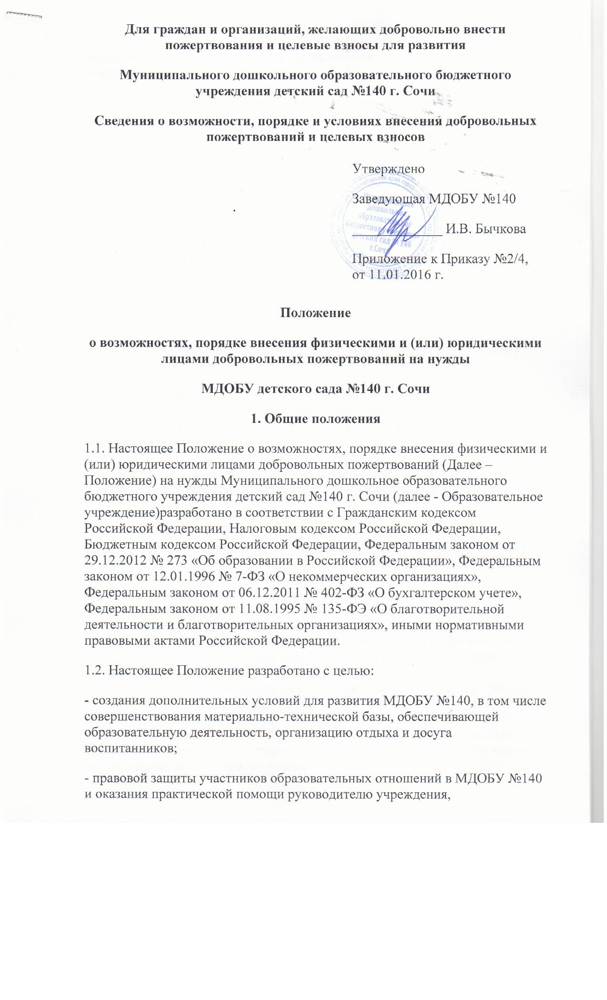 Для граждан и организаций, желающих добровольно внести
пожертвования и целевые взносы для развития
Муниципального дошкольного образовательного бюджетного
учреждения детский сад №140 г. Сочи
Сведения о возможности, порядке и условиях внесения добровольных
пожертвований и целевых взносов
Утверждено
Заведующая МДОБУ №140
_____________ И.В. Бычкова
Приложение к Приказу №2/4,
от 11.01.2016 г.
Муниципальное
дошкольное
образовательное
бюджетное учреждение
детский сад № 140
г.Сочи
Положение
о возможностях, порядке внесения физическими и (или) юридическими
лицами добровольных пожертвований на нужды
МДОБУ детского сада №140 г. Сочи
1. Общие положения
1.1. Настоящее Положение о возможностях, порядке внесения физическими и
(или) юридическими лицами добровольных пожертвований (Далее –
Положение) на нужды Муниципального дошкольное образовательного
бюджетного учреждения детский сад №140 г. Сочи (далее - Образовательное
учреждение)разработано в соответствии с Гражданским кодексом
Российской Федерации, Налоговым кодексом Российской Федерации,
Бюджетным кодексом Российской Федерации, Федеральным законом от
29.12.2012 № 273 «Об образовании в Российской Федерации», Федеральным
законом от 12.01.1996 № 7-ФЗ «О некоммерческих организациях»,
Федеральным законом от 06.12.2011 № 402-ФЗ «О бухгалтерском учете»,
Федеральным законом от 11.08.1995 № 135-ФЭ «О благотворительной
деятельности и благотворительных организациях», иными нормативными
правовыми актами Российской Федерации.
1.2. Настоящее Положение разработано с целью:
- создания дополнительных условий для развития МДОБУ №140, в том числе
совершенствования материально-технической базы, обеспечивающей
образовательную деятельность, организацию отдыха и досуга
воспитанников;
- правовой защиты участников образовательных отношений в МДОБУ №140
и оказания практической помощи руководителю учреждения,